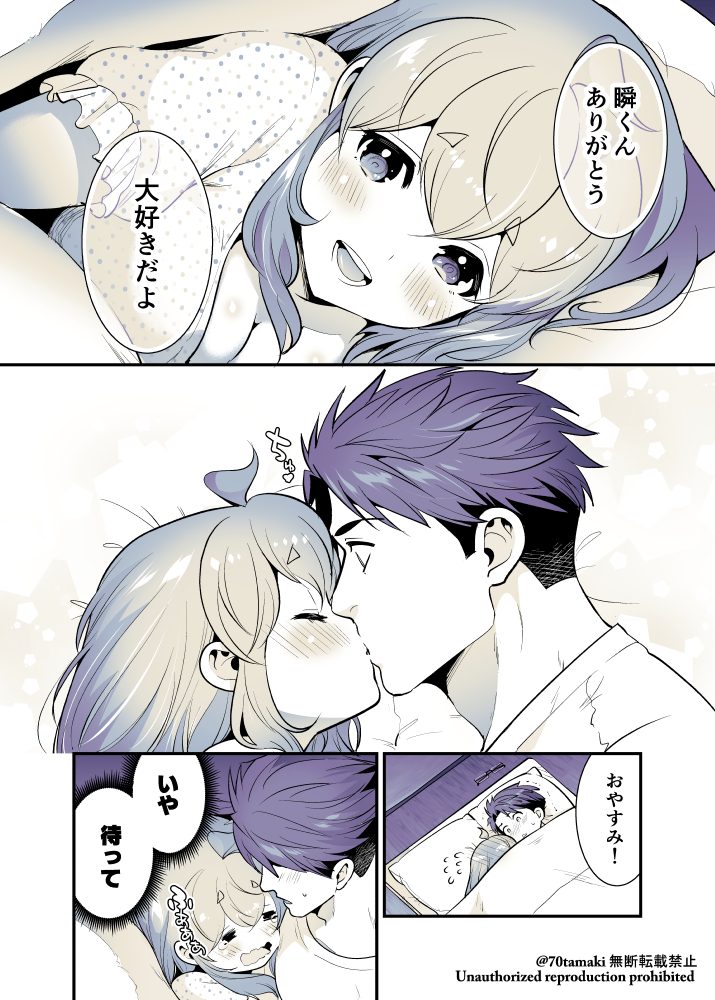 瞬くん
ありがとう
大好きだよ
ちゅ♡
おやすみ！
いや
待って
ふぁぁぁ
@70tamaki 無断転載禁止
Unauthorized reproduction prohibited